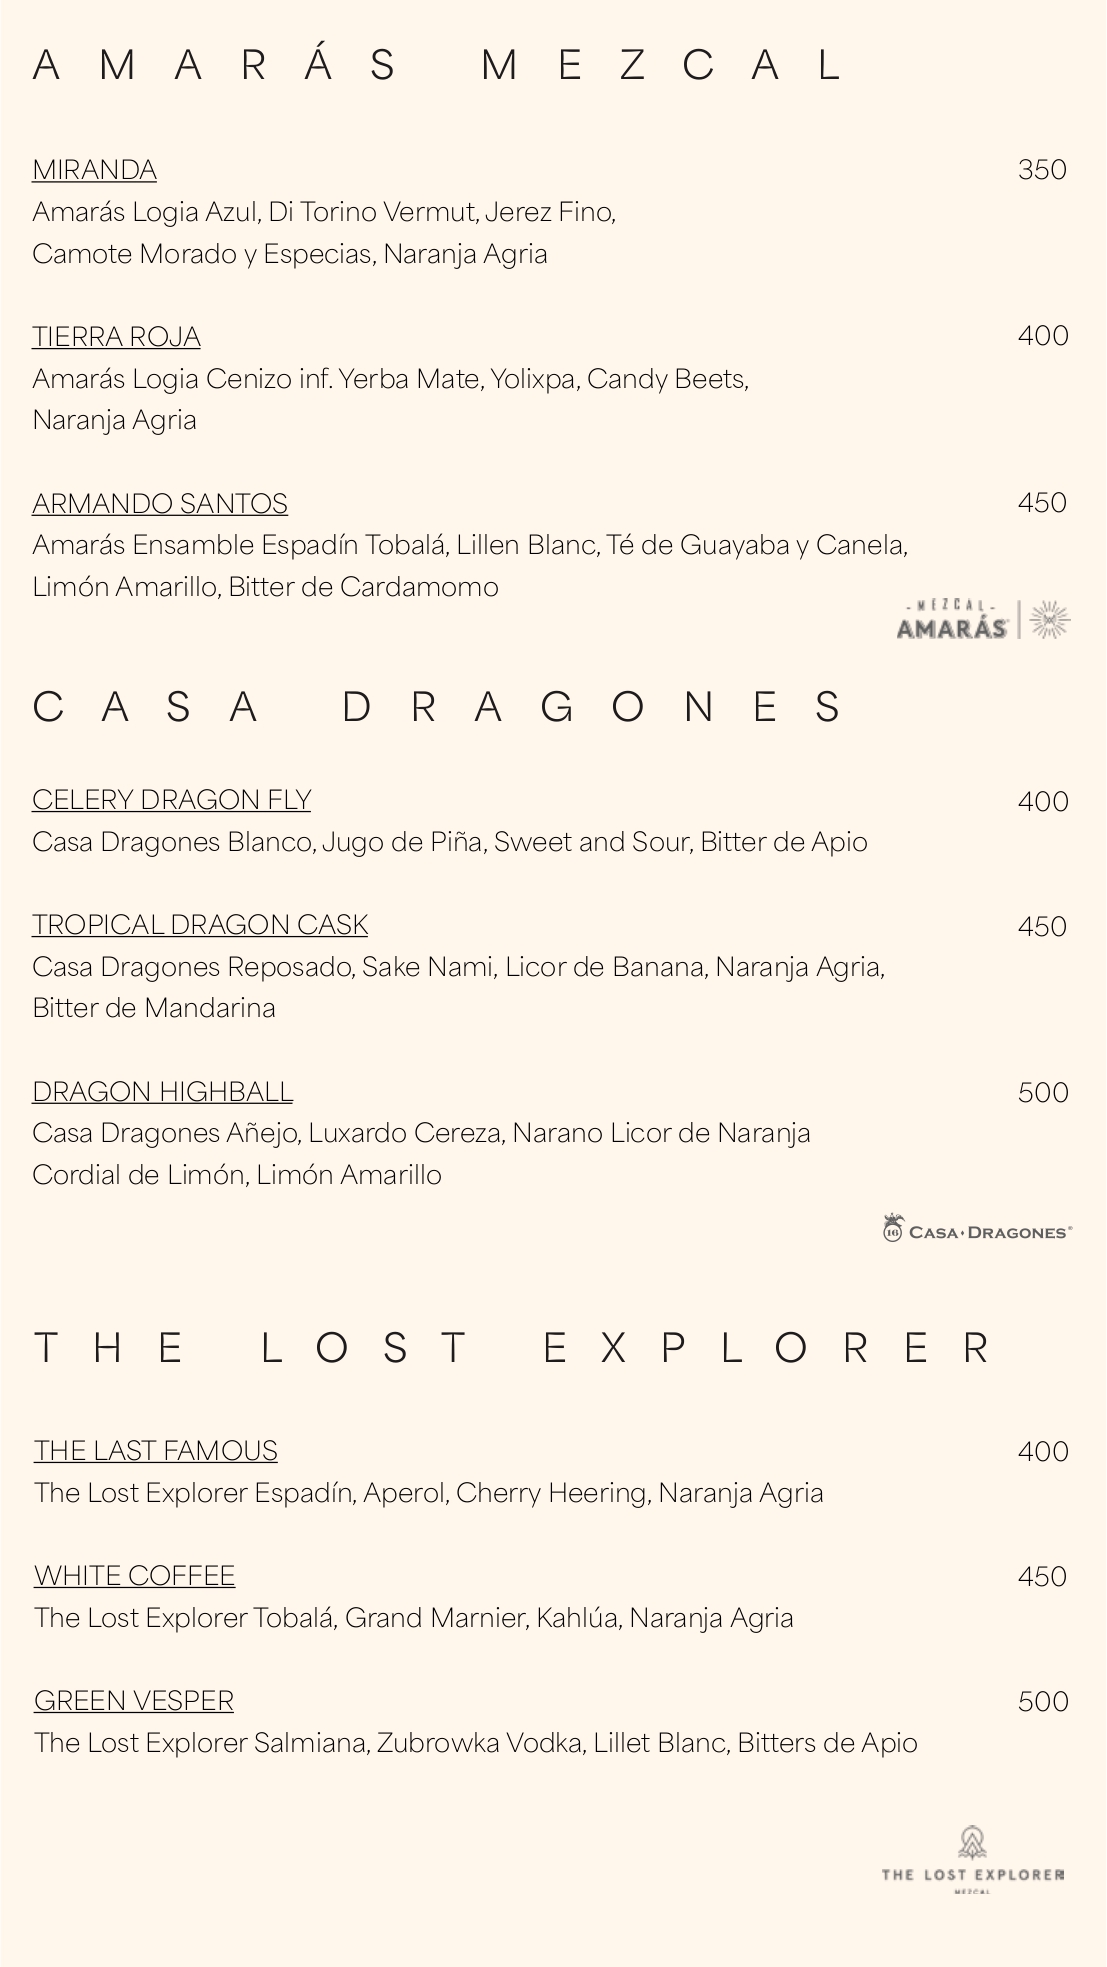 AMARÁS MEZCAL
MIRANDA 350
Amarás Logia Azul, Di Torino Vermut, Jerez Fino,
Camote Morado y Especias, Naranja Agria
TIERRA ROJA 400
Amarás Logia Cenizo inf. Yerba Mate, Yolixpa, Candy Beets,
Naranja Agria
ARMANDO SANTOS 450
Amarás Ensamble Espadín Tobalá, Lillen Blanc, Té de Guayaba y Canela,
Limón Amarillo, Bitter de Cardamomo
-MEZCAL-
AMARÁS
CASA DRAGONES
CELERY DRAGON FLY 400
Casa Dragones Blanco, Jugo de Piña, Sweet and Sour, Bitter de Apio
TROPICAL DRAGON CASK 450
Casa Dragones Reposado, Sake Nami, Licor de Banana, Naranja Agria,
Bitter de Mandarina
DRAGON HIGHBALL 500
Casa Dragones Añejo, Luxardo Cereza, Narano Licor de Naranja
Cordial de Limón, Limón Amarillo
16 CASA·DRAGONES®
THE LOST EXPLORER
THE LAST FAMOUS 400
The Lost Explorer Espadín, Aperol, Cherry Heering, Naranja Agria
WHITE COFFEE 450
The Lost Explorer Tobalá, Grand Marnier, Kahlúa, Naranja Agria
GREEN VESPER 500
The Lost Explorer Salmiana, Zubrowka Vodka, Lillet Blanc, Bitters de Apio
THE LOST EXPLORER
MEZCAL